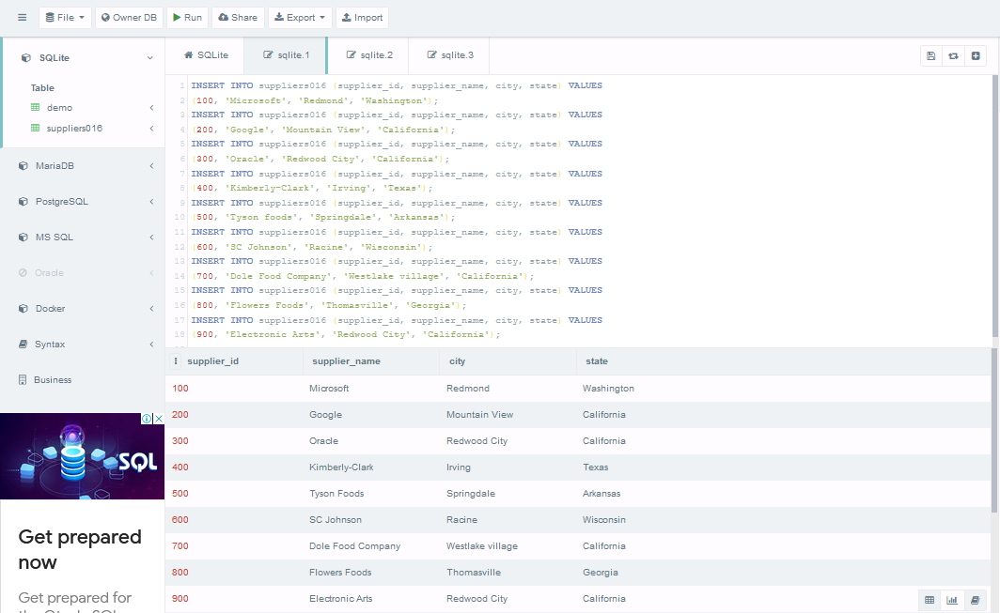 File Owner DB Run Share Export Import
SQLite
Table
demo
suppliers016
MariaDB
PostgreSQL
MS SQL
Oracle
Docker
Syntax
Business
SQL
Get prepared
now
Get prepared for
SQLite sqlite.1 sqlite.2 sqlite.3
1 INSERT INTO suppliers016 (supplier_id, supplier_name, city, state) VALUES
2 (100, 'Microsoft', 'Redmond', 'Washington');
3 INSERT INTO suppliers016 (supplier_id, supplier_name, city, state) VALUES
4 (200, 'Google', 'Mountain View', 'California');
5 INSERT INTO suppliers016 (supplier_id, supplier_name, city, state) VALUES
6 (300, 'Oracle', 'Redwood City', 'California');
7 INSERT INTO suppliers016 (supplier_id, supplier_name, city, state) VALUES
8 (400, 'Kimberly-Clark', 'Irving', 'Texas');
9 INSERT INTO suppliers016 (supplier_id, supplier_name, city, state) VALUES
10 (500, 'Tyson foods', 'Springdale', 'Arkansas');
11 INSERT INTO suppliers016 (supplier_id, supplier_name, city, state) VALUES
12 (600, 'SC Johnson', 'Racine', 'Wisconsin');
13 INSERT INTO suppliers016 (supplier_id, supplier_name, city, state) VALUES
14 (700, 'Dole Food Company', 'Westlake village', 'California');
15 INSERT INTO suppliers016 (supplier_id, supplier_name, city, state) VALUES
16 (800, 'Flowers Foods', 'Thomasville', 'Georgia');
17 INSERT INTO suppliers016 (supplier_id, supplier_name, city, state) VALUES
18 (900, 'Electronic Arts', 'Redwood City', 'California');
supplier_id supplier_name city state
100 Microsoft Redmond Washington
200 Google Mountain View California
300 Oracle Redwood City California
400 Kimberly-Clark Irving Texas
500 Tyson Foods Springdale Arkansas
600 SC Johnson Racine Wisconsin
700 Dole Food Company Westlake village California
800 Flowers Foods Thomasville Georgia
900 Electronic Arts Redwood City California